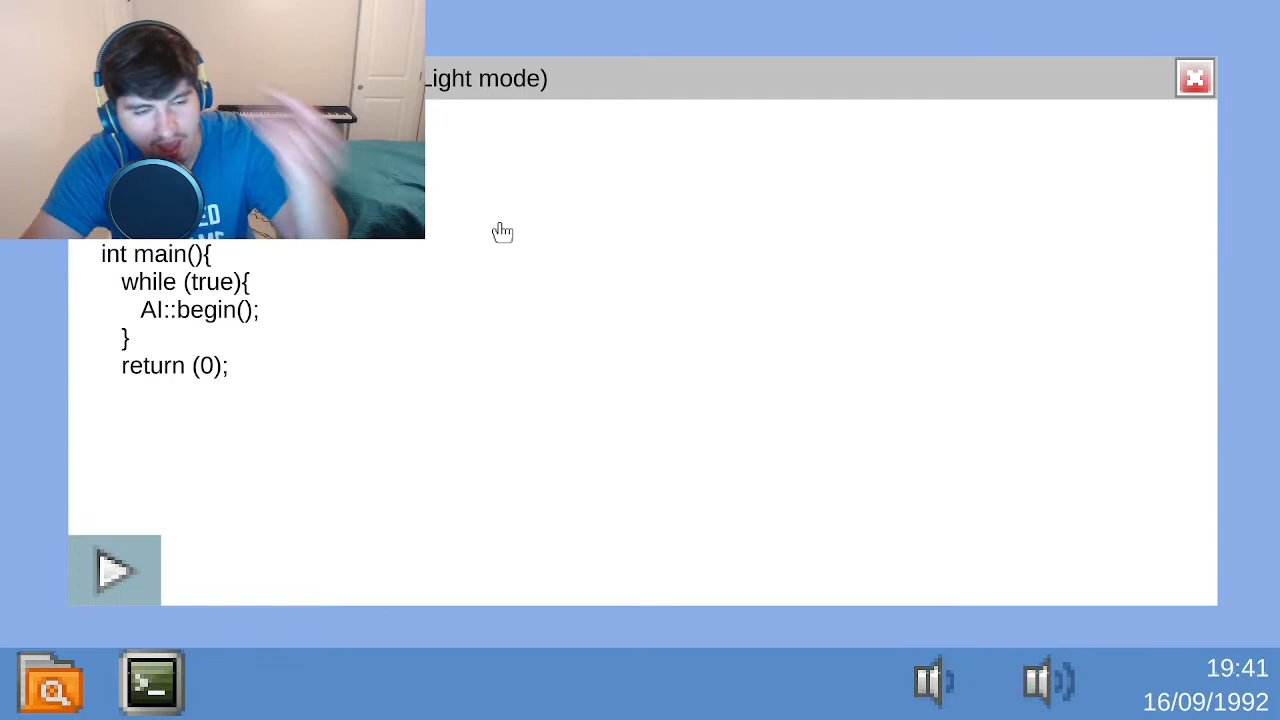 Light mode)
int main(){
while (true){
AI::begin();
}
return (0);
19:41
16/09/1992